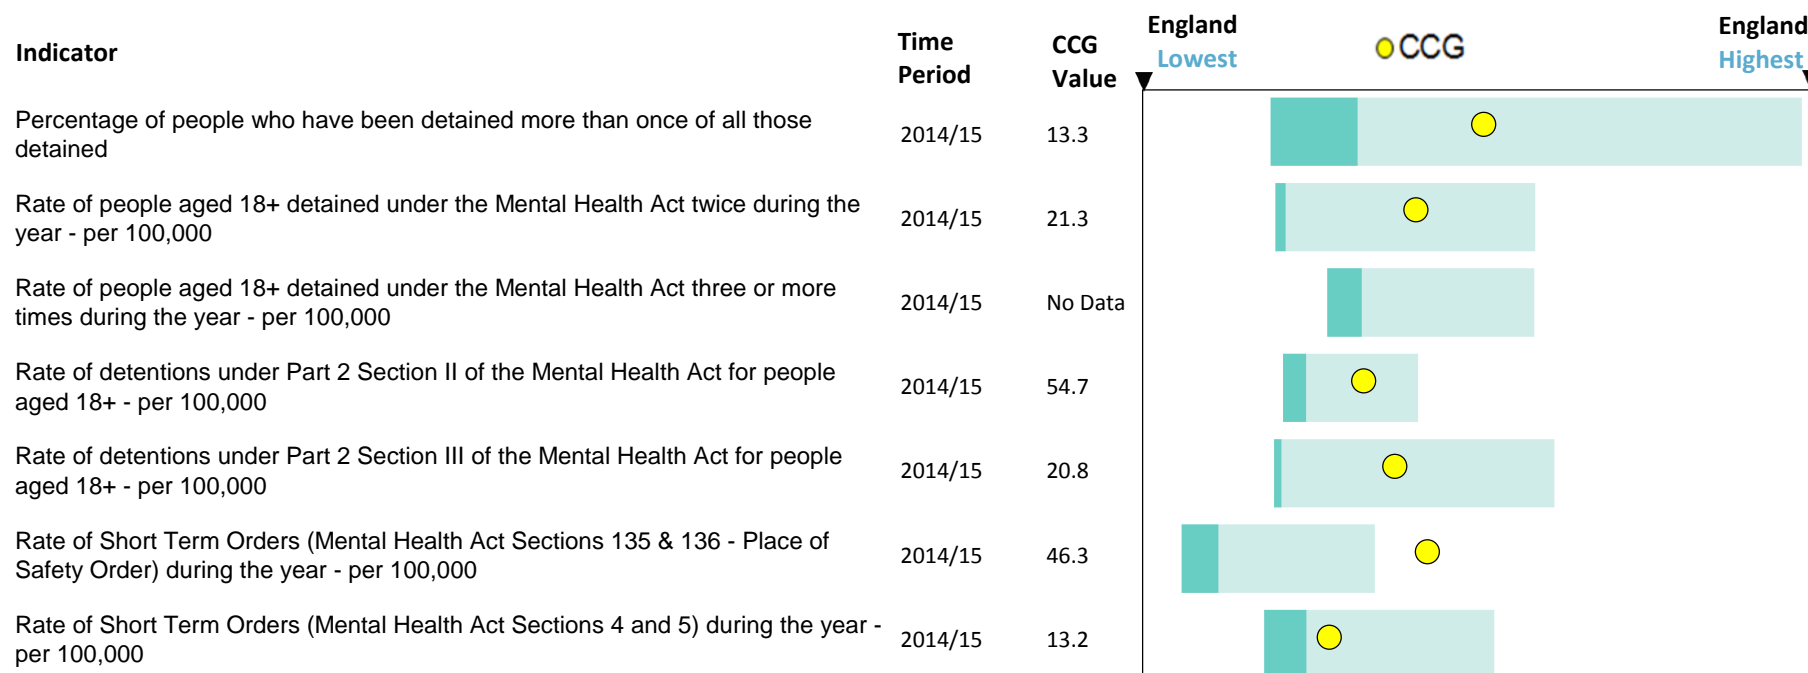 Indicator
Time
Period
CCG
Value
England
Lowest
CCG
England
Highest
Percentage of people who have been detained more than once of all those
detained
2014/15
13.3
Rate of people aged 18+ detained under the Mental Health Act twice during the
year - per 100,000
2014/15
21.3
Rate of people aged 18+ detained under the Mental Health Act three or more
times during the year - per 100,000
2014/15
No Data
Rate of detentions under Part 2 Section II of the Mental Health Act for people
aged 18+ - per 100,000
2014/15
54.7
Rate of detentions under Part 2 Section III of the Mental Health Act for people
aged 18+ - per 100,000
2014/15
20.8
Rate of Short Term Orders (Mental Health Act Sections 135 & 136 - Place of
Safety Order) during the year - per 100,000
2014/15
46.3
Rate of Short Term Orders (Mental Health Act Sections 4 and 5) during the year -
per 100,000
2014/15
13.2